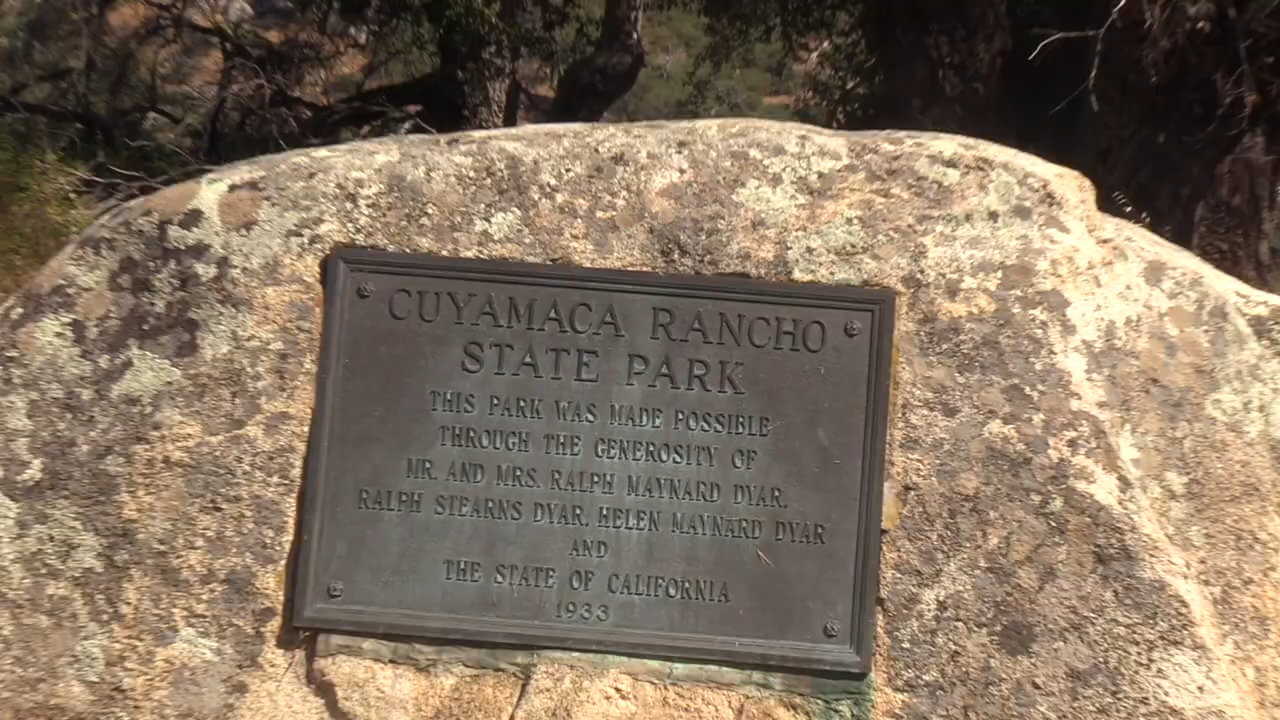 CUYAMACA RANCHO
STATE PARK
THIS PARK WAS MADE POSSIBLE
THROUGH THE GENEROSITY OF
MR. AND MRS. RALPH MAYNARD DYAR,
RALPH STEARNS DYAR, HELEN MAYNARD DYAR
AND
THE STATE OF CALIFORNIA
1933